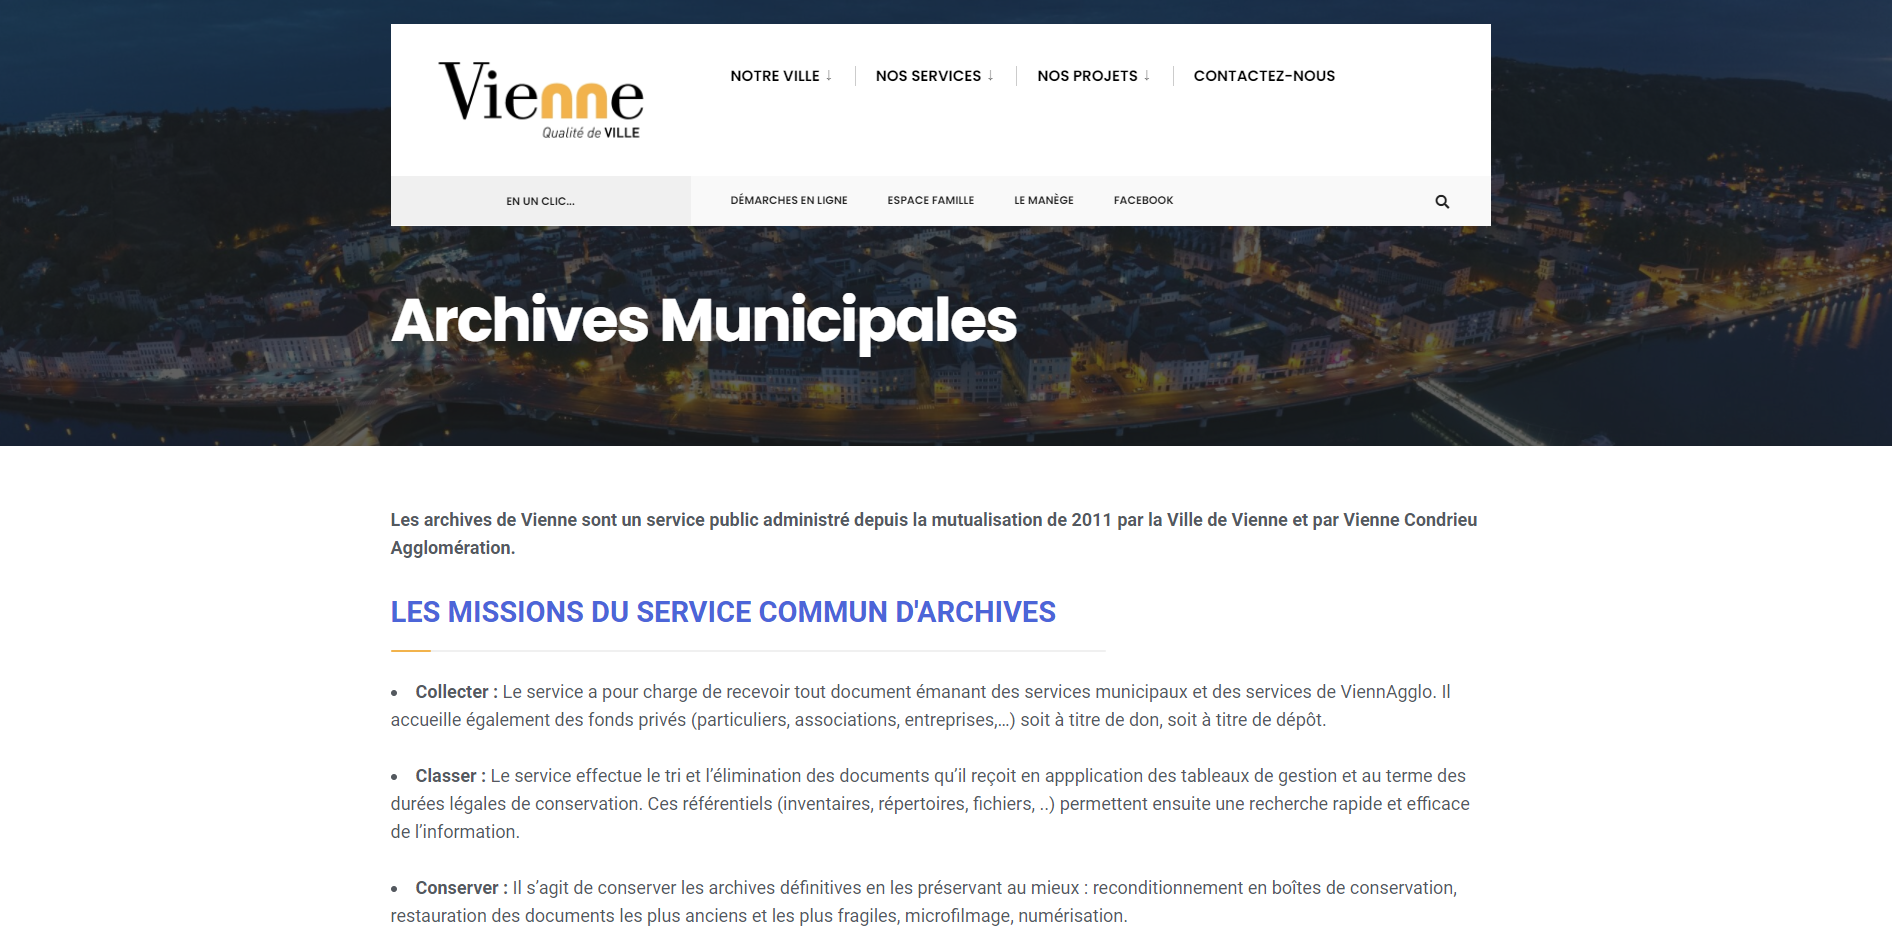 Vienne
Qualité de VILLE
NOTRE VILLE ↓
NOS SERVICES ↓
NOS PROJETS ↓
CONTACTEZ-NOUS
EN UN CLIC...
DÉMARCHES EN LIGNE
ESPACE FAMILLE
LE MANÈGE
FACEBOOK
Archives Municipales
Les archives de Vienne sont un service public administré depuis la mutualisation de 2011 par la Ville de Vienne et par Vienne Condrieu
Agglomération.
LES MISSIONS DU SERVICE COMMUN D'ARCHIVES
• Collecter : Le service a pour charge de recevoir tout document émanant des services municipaux et des services de ViennAgglo. Il
accueille également des fonds privés (particuliers, associations, entreprises,…) soit à titre de don, soit à titre de dépôt.
• Classer : Le service effectue le tri et l’élimination des documents qu’il reçoit en appplication des tableaux de gestion et au terme des
durées légales de conservation. Ces référentiels (inventaires, répertoires, fichiers, ..) permettent ensuite une recherche rapide et efficace
de l’information.
• Conserver : Il s’agit de conserver les archives définitives en les préservant au mieux : reconditionnement en boîtes de conservation,
restauration des documents les plus anciens et les plus fragiles, microfilmage, numérisation.